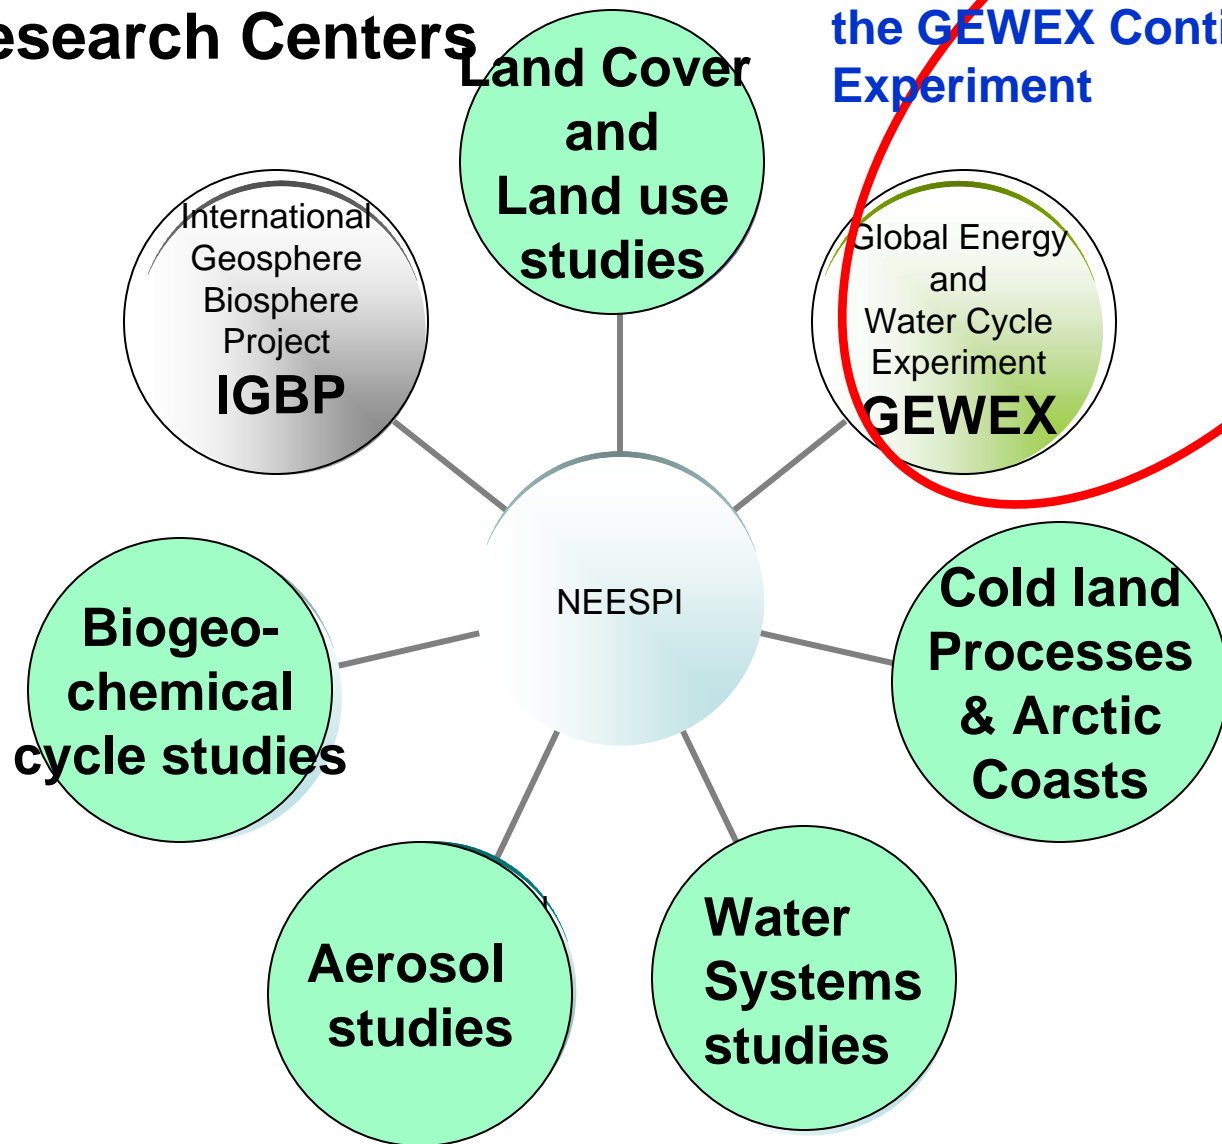 esearch Centers
the GEWEX Conti
Experiment
Land Cover
and
Land use
studies
International
Geosphere
Biosphere
Project
IGBP
Global Energy
and
Water Cycle
Experiment
GEWEX
NEESPI
Biogeo-
chemical
cycle studies
Cold land
Processes
& Arctic
Coasts
Aerosol
studies
Water
Systems
studies